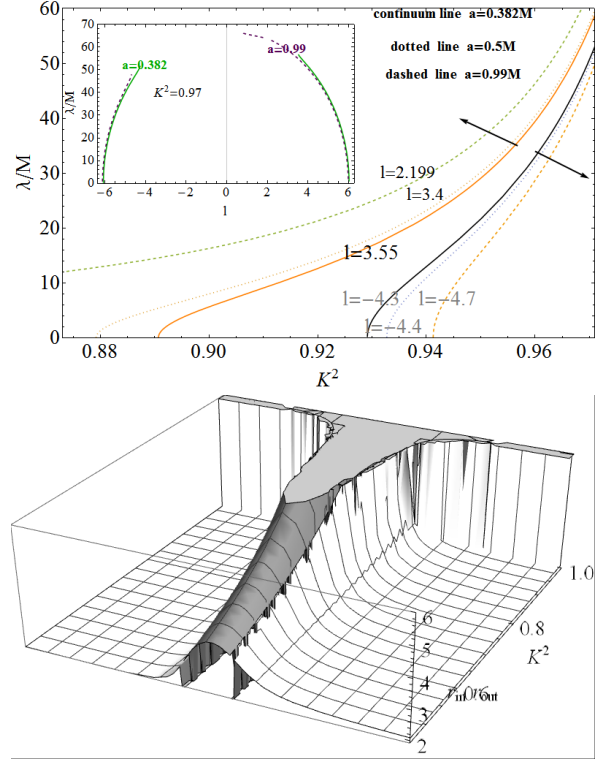 continuum line a=0.382M
dotted line a=0.5M
dashed line a=0.99M
λ/M
60
50
40
30
20
10
0
0.88
0.90
0.92
0.94
0.96
K²
l=2.199
l=3.4
l=3.55
l=−4.3
l=−4.7
l=−4.4
λ/M
70
60
50
40
30
20
10
0
−6
−4
−2
0
2
4
6
l
a=0.382
a=0.99
K²=0.97
1.0
0.8
K²
6
5
4
3
2